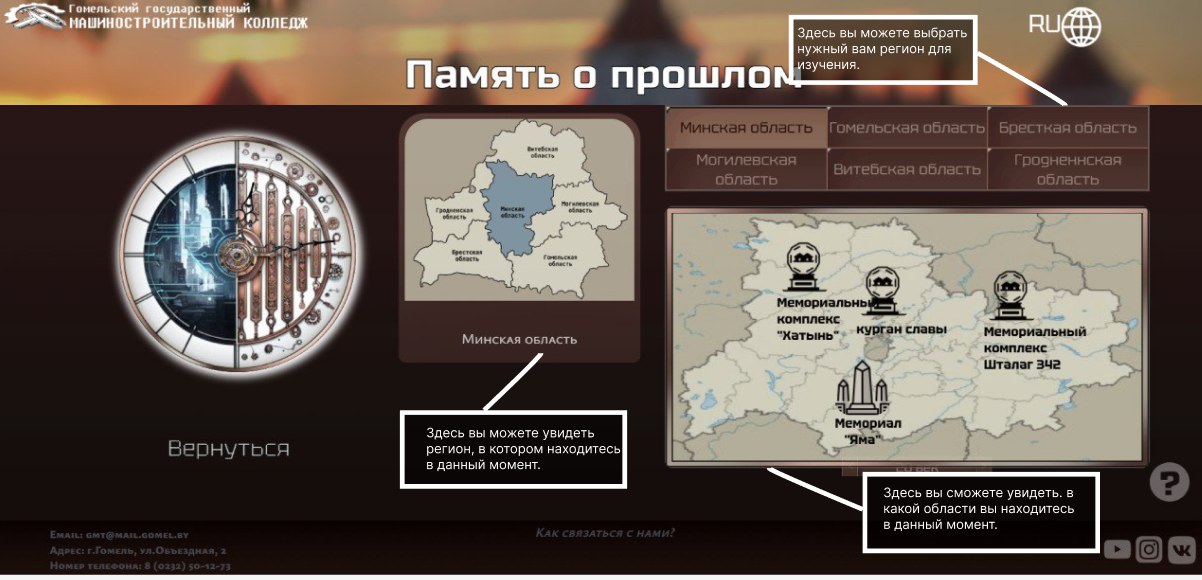 Гомельский государственный
МАШИНОСТРОИТЕЛЬНЫЙ КОЛЛЕДЖ
RU
Память о прошлом
Здесь вы можете выбрать
нужный вам регион для
изучения.
Минская область
Гомельская область
Бресткая область
Могилевская
область
Витебская область
Гродненнская
область
Витебская
область
Минская
область
Могилевская
область
Гродненская
область
Брестская
область
Гомельская
область
Минская область
Мемориальный
комплекс
"Хатынь"
курган славы
Мемориальный
комплекс
Шталаг 342
Мемориал
"Яма"
Вернуться
Здесь вы можете увидеть
регион, в котором находитесь
в данный момент.
Здесь вы сможете увидеть. в
какой области вы находитесь
в данный момент.
?
Email: gmt@mail.gomel.by
Адрес: г.Гомель, ул.Объездная, 2
Номер телефона: 8 (0232) 50-12-73
Как связаться с нами?